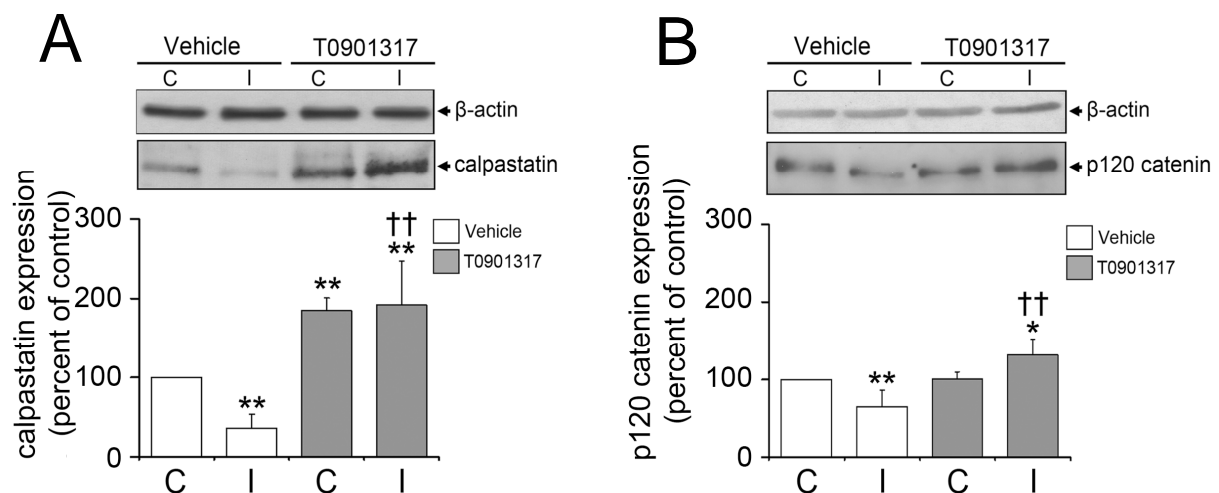 A
Vehicle T0901317
C I C I
β-actin
calpastatin
calpastatin expression
(percent of control)
300
200
100
0
††
** ** ** **
Vehicle
T0901317
C I C I
B
Vehicle T0901317
C I C I
β-actin
p120 catenin
p120 catenin expression
(percent of control)
300
200
100
0
††
** *
Vehicle
T0901317
C I C I